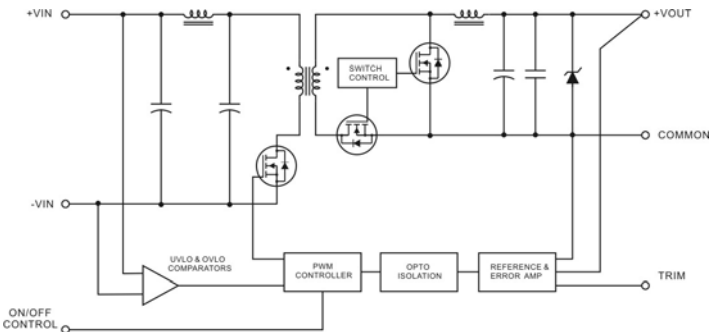 +VIN
+VOUT
SWITCH
CONTROL
COMMON
-VIN
UVLO & OVLO
COMPARATORS
PWM
CONTROLLER
OPTO
ISOLATION
REFERENCE &
ERROR AMP
TRIM
ON/OFF
CONTROL